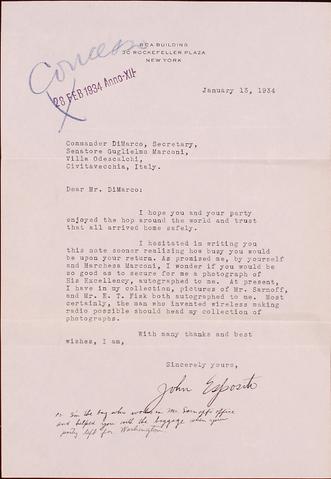 RCA BUILDING
30 ROCKEFELLER PLAZA
NEW YORK
28 FEB 1934 Anno-XII
January 13, 1934
Commander DiMarco, Secretary,
Senatore Guglielmo Marconi,
Villa Odescalchi,
Civitavecchia, Italy.
Dear Mr. DiMarco:
I hope you and your party
enjoyed the hop around the world and trust
that all arrived home safely.
I hesitated in writing you
this note sooner realizing how busy you would
be upon your return. As promised me, by yourself
and Marchesa Marconi, I wonder if you would be
so good as to secure for me a photograph of
His Excellency, autographed to me. At present,
I have in my collection, pictures of Mr. Sarnoff,
and Mr. E. T. Fisk both autographed to me. Most
certainly, the man who invented wireless making
radio possible should head my collection of
photographs.
With many thanks and best
wishes, I am,
Sincerely yours,
John Esposito
I'm the boy who works in Mr. Sarnoff's office
and helped you with the baggage when your
party left for Washington